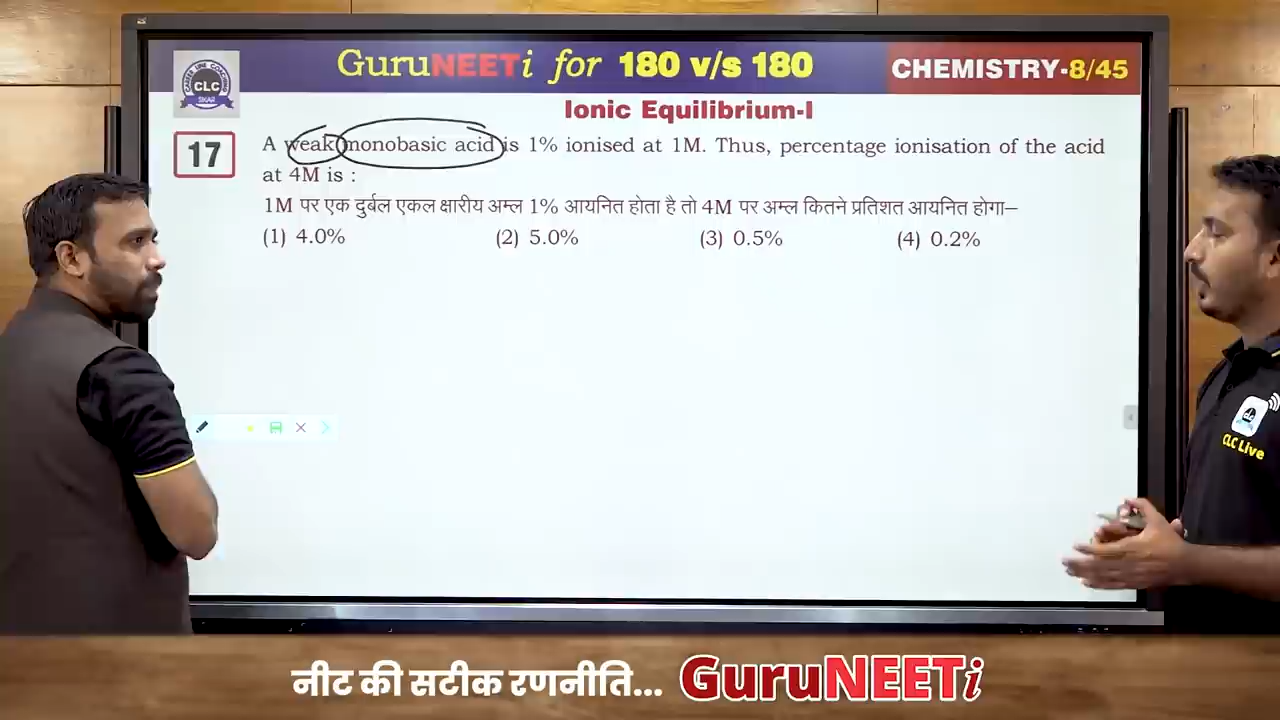 GuruNEETi for 180 v/s 180
CHEMISTRY-8/45
CLC
SIKAR
Ionic Equilibrium-I
17
A weak monobasic acid is 1% ionised at 1M. Thus, percentage ionisation of the acid
at 4M is :
1M पर एक दुर्बल एकल क्षारीय अम्ल 1% आयनित होता है तो 4M पर अम्ल कितने प्रतिशत आयनित होगा–
(1) 4.0% (2) 5.0% (3) 0.5% (4) 0.2%
clc
CLC Live
नीट की सटीक रणनीति... GuruNEETi